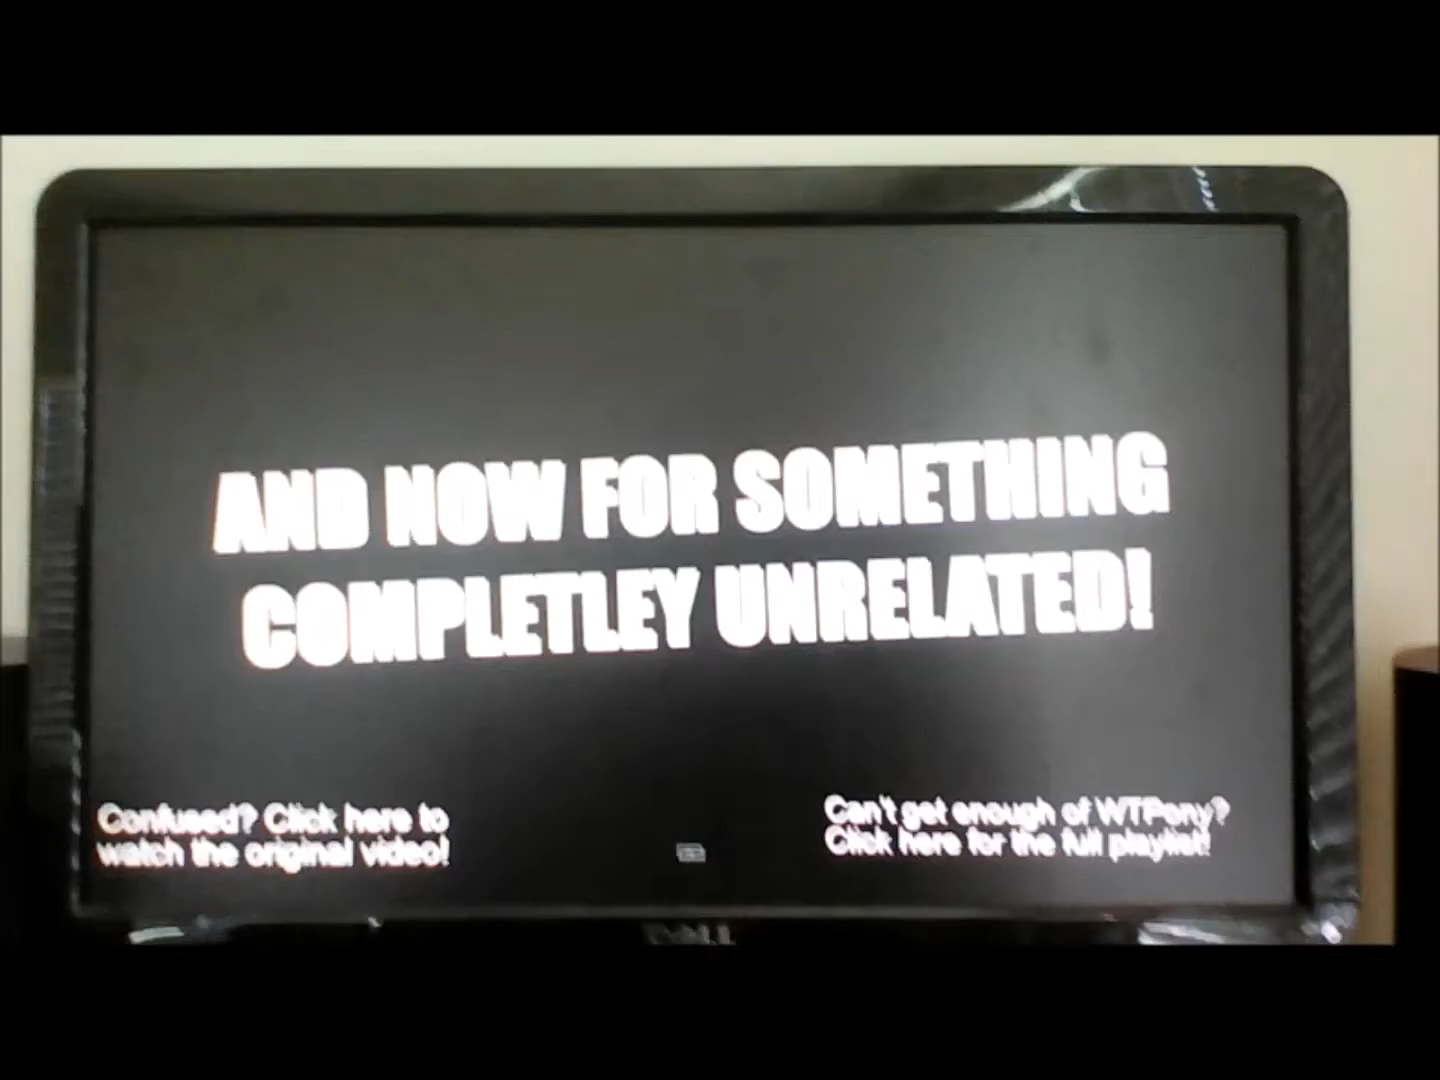 AND NOW FOR SOMETHING
COMPLETLEY UNRELATED!
Confused? Click here to
watch the original video!
Can't get enough of WTPony?
Click here for the full playlist!
DELL